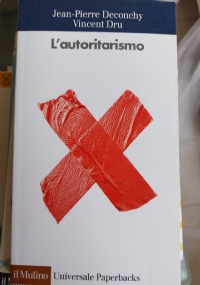 Jean-Pierre Deconchy
Vincent Dru
L'autoritarismo
il Mulino Universale Paperbacks